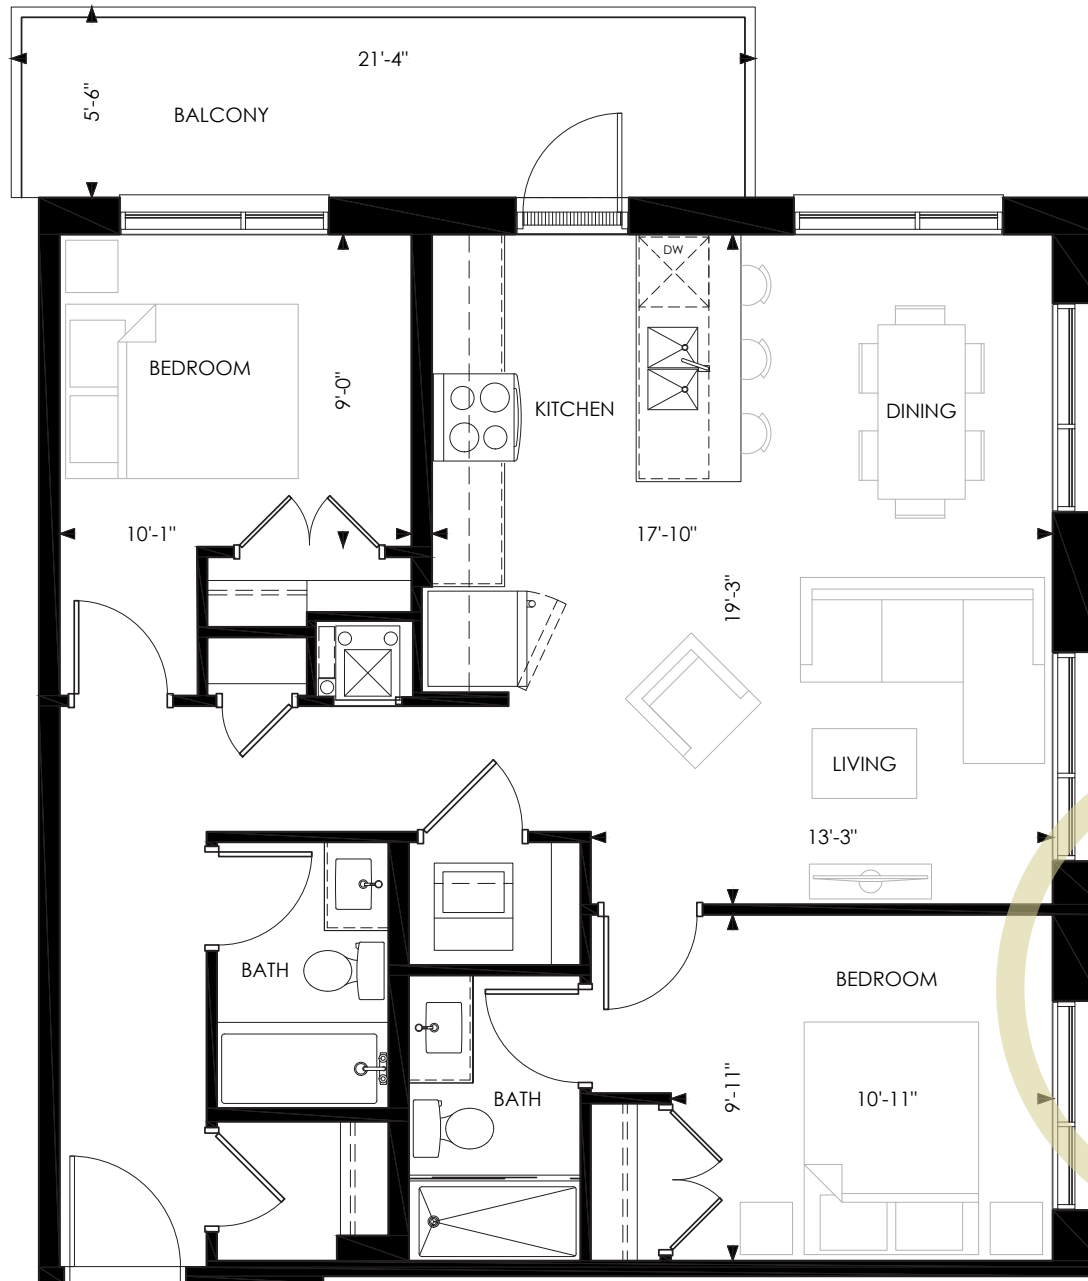 21'-4"
5'-6"
BALCONY
DW
BEDROOM
9'-0"
KITCHEN
DINING
10'-1"
17'-10"
19'-3"
LIVING
13'-3"
BATH
BEDROOM
9'-11"
BATH
10'-11"